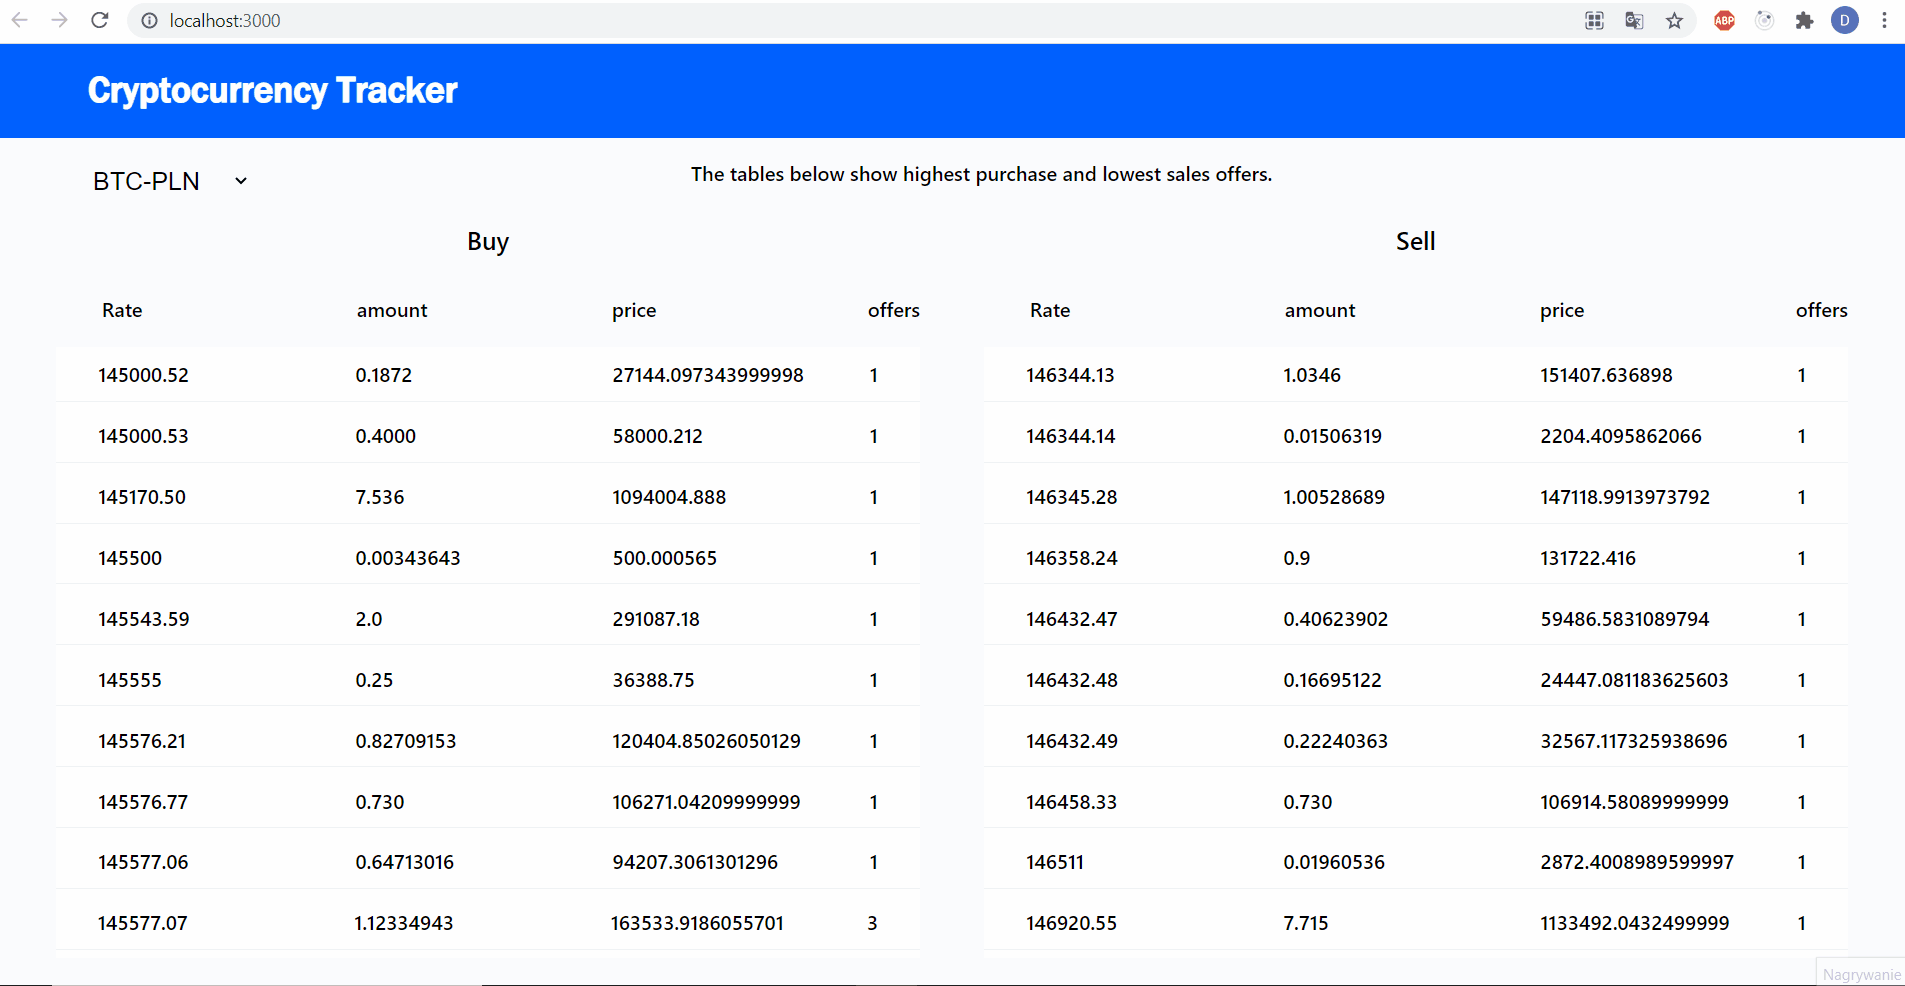 localhost:3000
ABP
D
Cryptocurrency Tracker
BTC-PLN
The tables below show highest purchase and lowest sales offers.
Buy
Rate amount price offers
145000.52 0.1872 27144.097343999998 1
145000.53 0.4000 58000.212 1
145170.50 7.536 1094004.888 1
145500 0.00343643 500.000565 1
145543.59 2.0 291087.18 1
145555 0.25 36388.75 1
145576.21 0.82709153 120404.85026050129 1
145576.77 0.730 106271.04209999999 1
145577.06 0.64713016 94207.3061301296 1
145577.07 1.12334943 163533.9186055701 3
Sell
Rate amount price offers
146344.13 1.0346 151407.636898 1
146344.14 0.01506319 2204.4095862066 1
146345.28 1.00528689 147118.9913973792 1
146358.24 0.9 131722.416 1
146432.47 0.40623902 59486.5831089794 1
146432.48 0.16695122 24447.081183625603 1
146432.49 0.22240363 32567.117325938696 1
146458.33 0.730 106914.58089999999 1
146511 0.01960536 2872.4008989599997 1
146920.55 7.715 1133492.0432499999 1
Nagrywanie